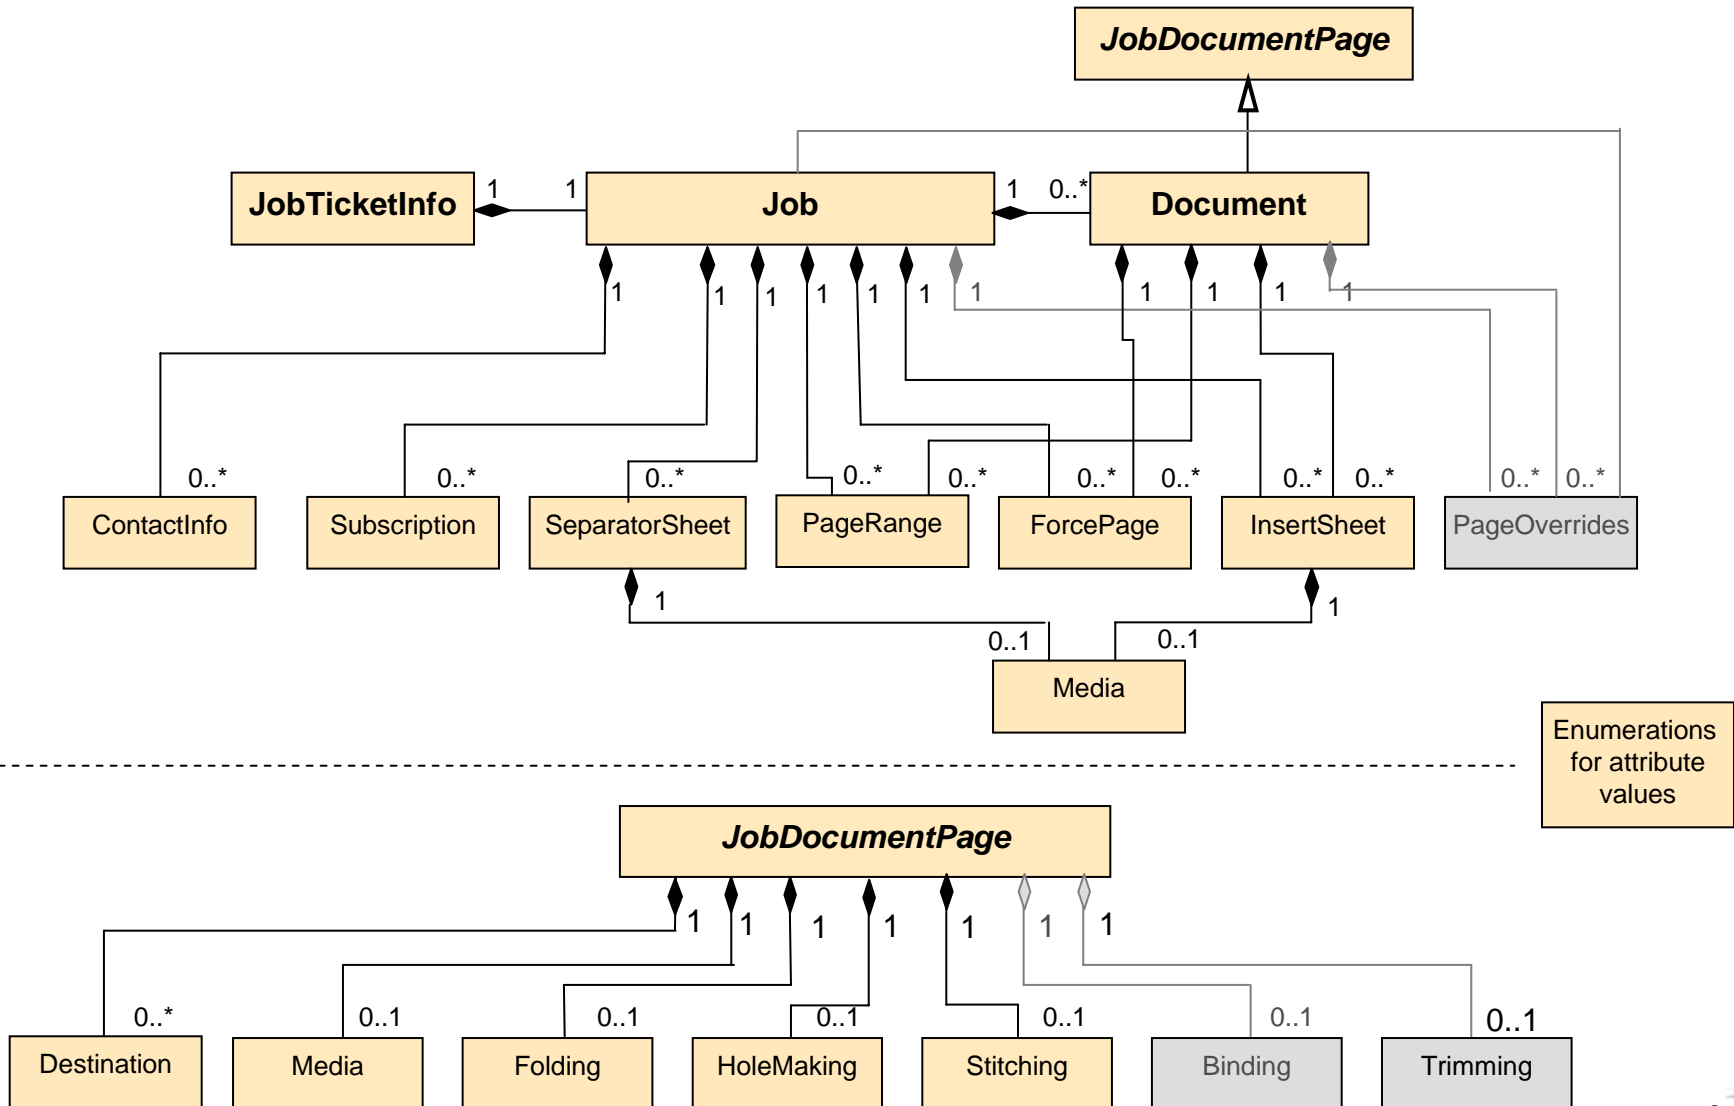 JobDocumentPage
JobTicketInfo
1
1
Job
1
0..*
Document
1
1
1
1
1
1
1
1
1
1
1
0..*
0..*
0..*
0..*
0..*
0..*
0..*
0..*
0..*
0..*
0..*
ContactInfo
Subscription
SeparatorSheet
PageRange
ForcePage
InsertSheet
PageOverrides
1
1
0..1
0..1
Media
Enumerations
for attribute
values
JobDocumentPage
1
1
1
1
1
1
1
0..*
0..1
0..1
0..1
0..1
0..1
0..1
Destination
Media
Folding
HoleMaking
Stitching
Binding
Trimming